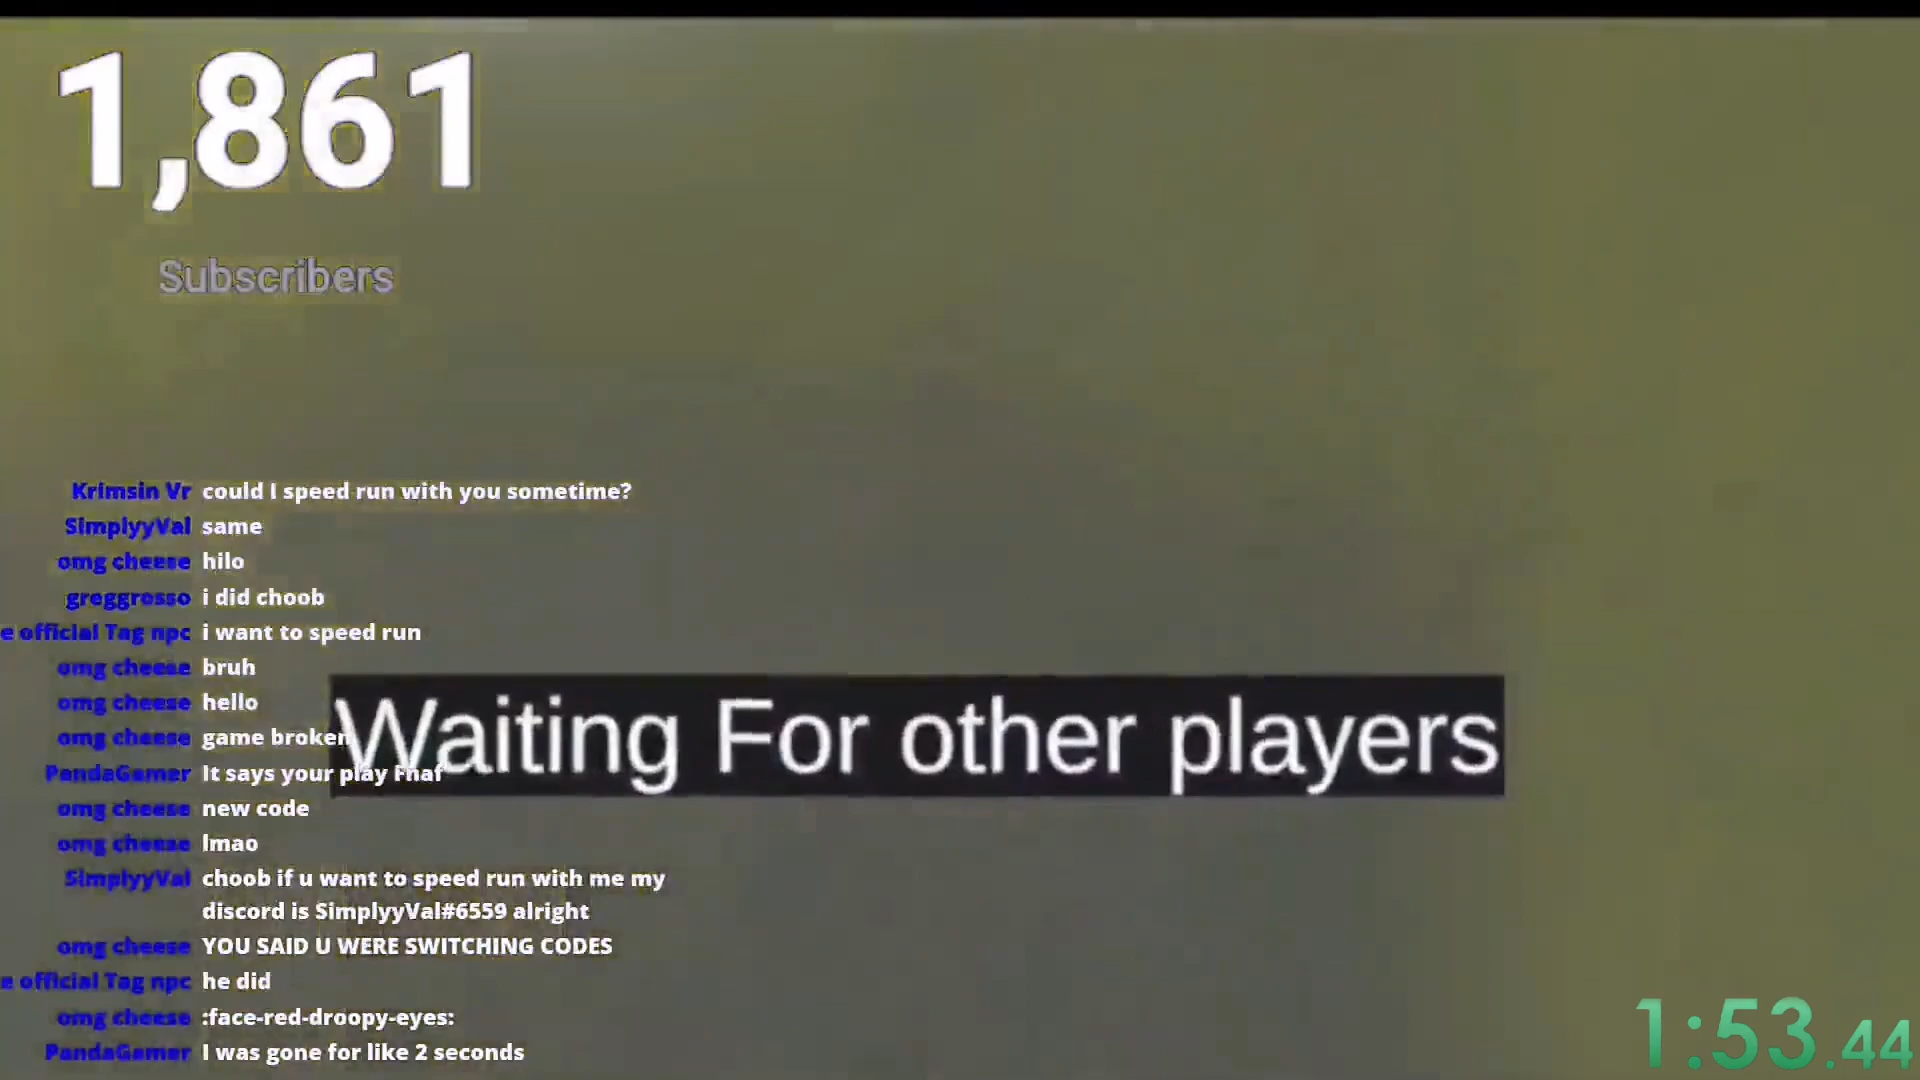 1,861
Subscribers
Krimsin Vr could I speed run with you sometime?
SimplyyVal same
omg cheese hilo
greggrosso i did choob
e official Tag npc i want to speed run
omg cheese bruh
omg cheese hello
omg cheese game broken
Waiting For other players
PandaGamer It says your play Fnaf
omg cheese new code
omg cheese lmao
SimplyyVal choob if u want to speed run with me my
discord is SimplyyVal#6559 alright
omg cheese YOU SAID U WERE SWITCHING CODES
e official Tag npc he did
omg cheese :face-red-droopy-eyes:
PandaGamer I was gone for like 2 seconds
1:53.44